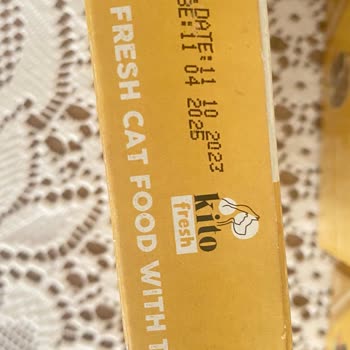 .DATE:11 10 2023
BE:11 04 2025
kito
fresh
FRESH CAT FOOD WITH T